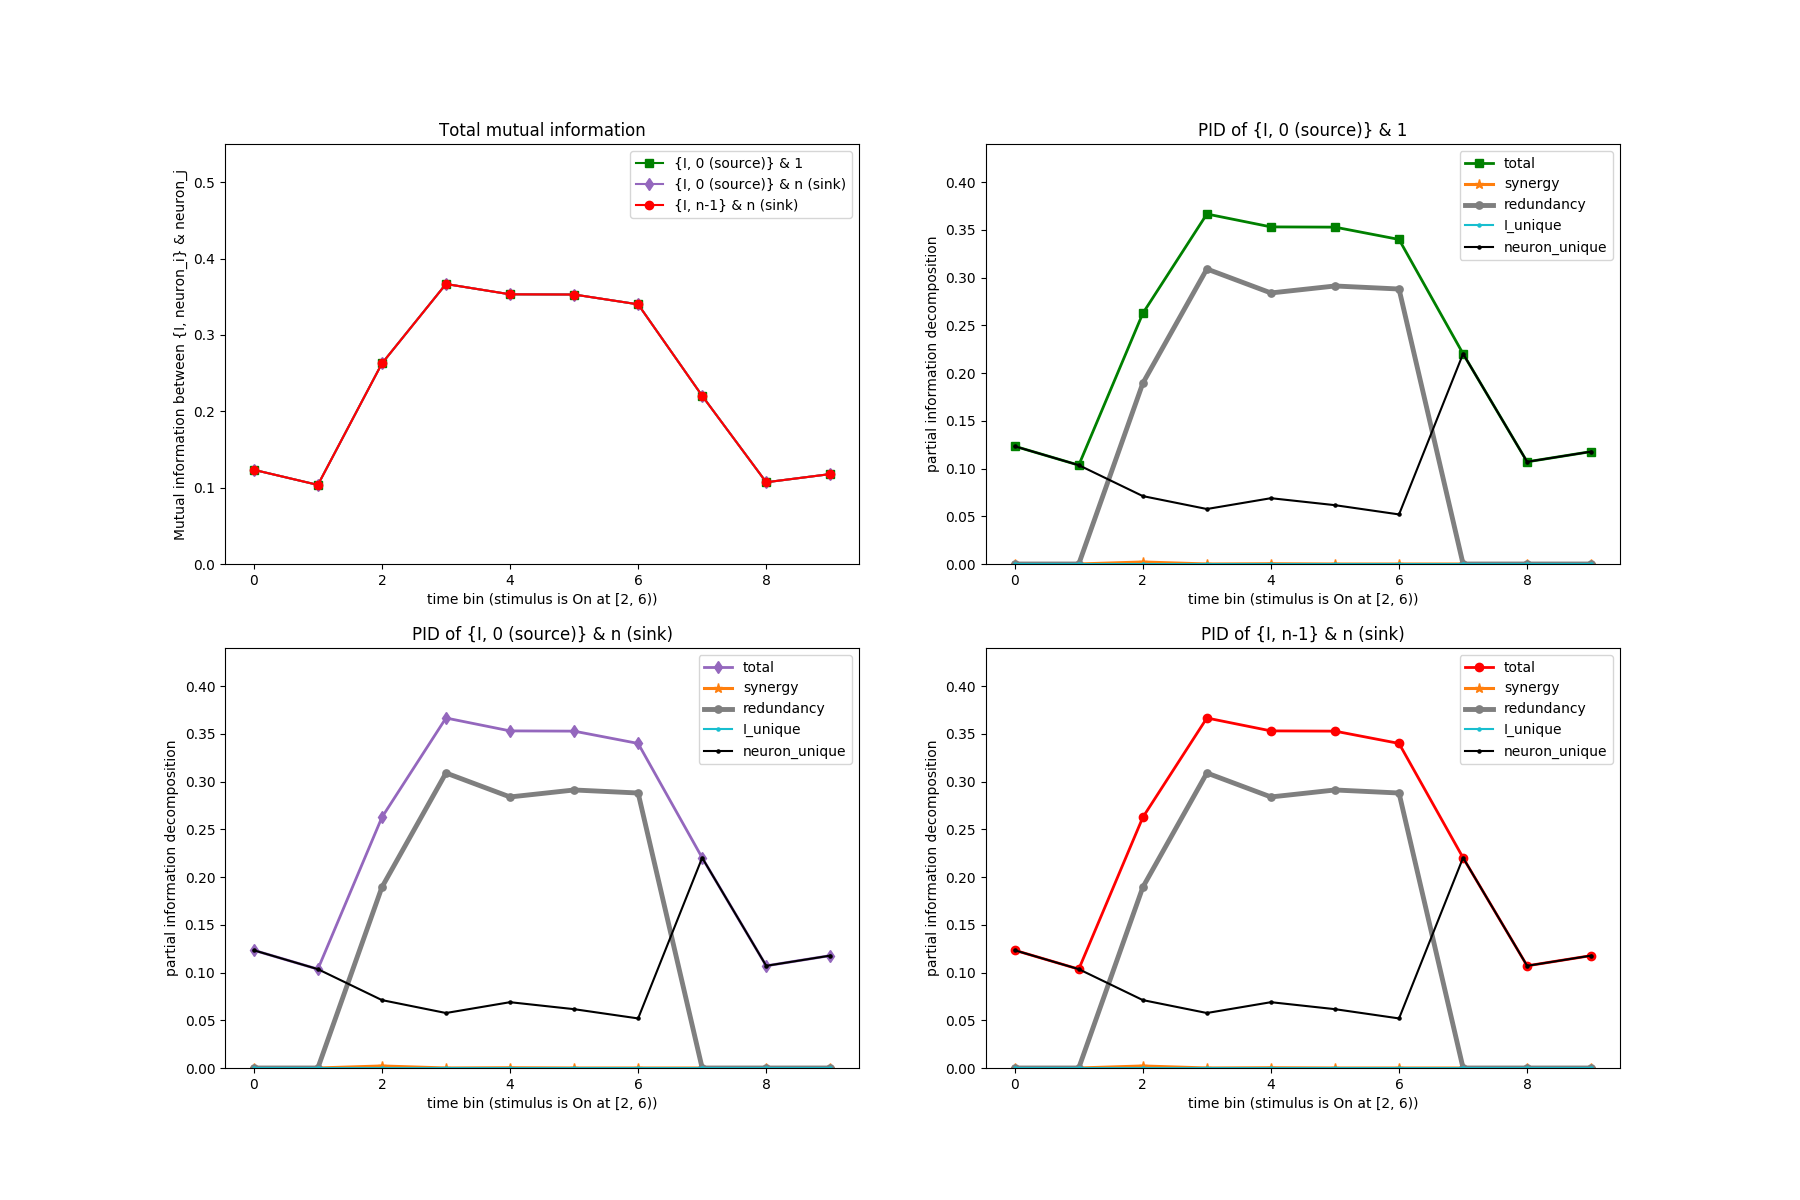 Total mutual information
Mutual information between {I, neuron_i} & neuron_j
0.5
0.4
0.3
0.2
0.1
0.0
{I, 0 (source)} & 1
{I, 0 (source)} & n (sink)
{I, n-1} & n (sink)
0 2 4 6 8
time bin (stimulus is On at [2, 6))
PID of {I, 0 (source)} & 1
partial information decomposition
0.40
0.35
0.30
0.25
0.20
0.15
0.10
0.05
0.00
total
synergy
redundancy
I_unique
neuron_unique
0 2 4 6 8
time bin (stimulus is On at [2, 6))
PID of {I, 0 (source)} & n (sink)
partial information decomposition
0.40
0.35
0.30
0.25
0.20
0.15
0.10
0.05
0.00
total
synergy
redundancy
I_unique
neuron_unique
0 2 4 6 8
time bin (stimulus is On at [2, 6))
PID of {I, n-1} & n (sink)
partial information decomposition
0.40
0.35
0.30
0.25
0.20
0.15
0.10
0.05
0.00
total
synergy
redundancy
I_unique
neuron_unique
0 2 4 6 8
time bin (stimulus is On at [2, 6))